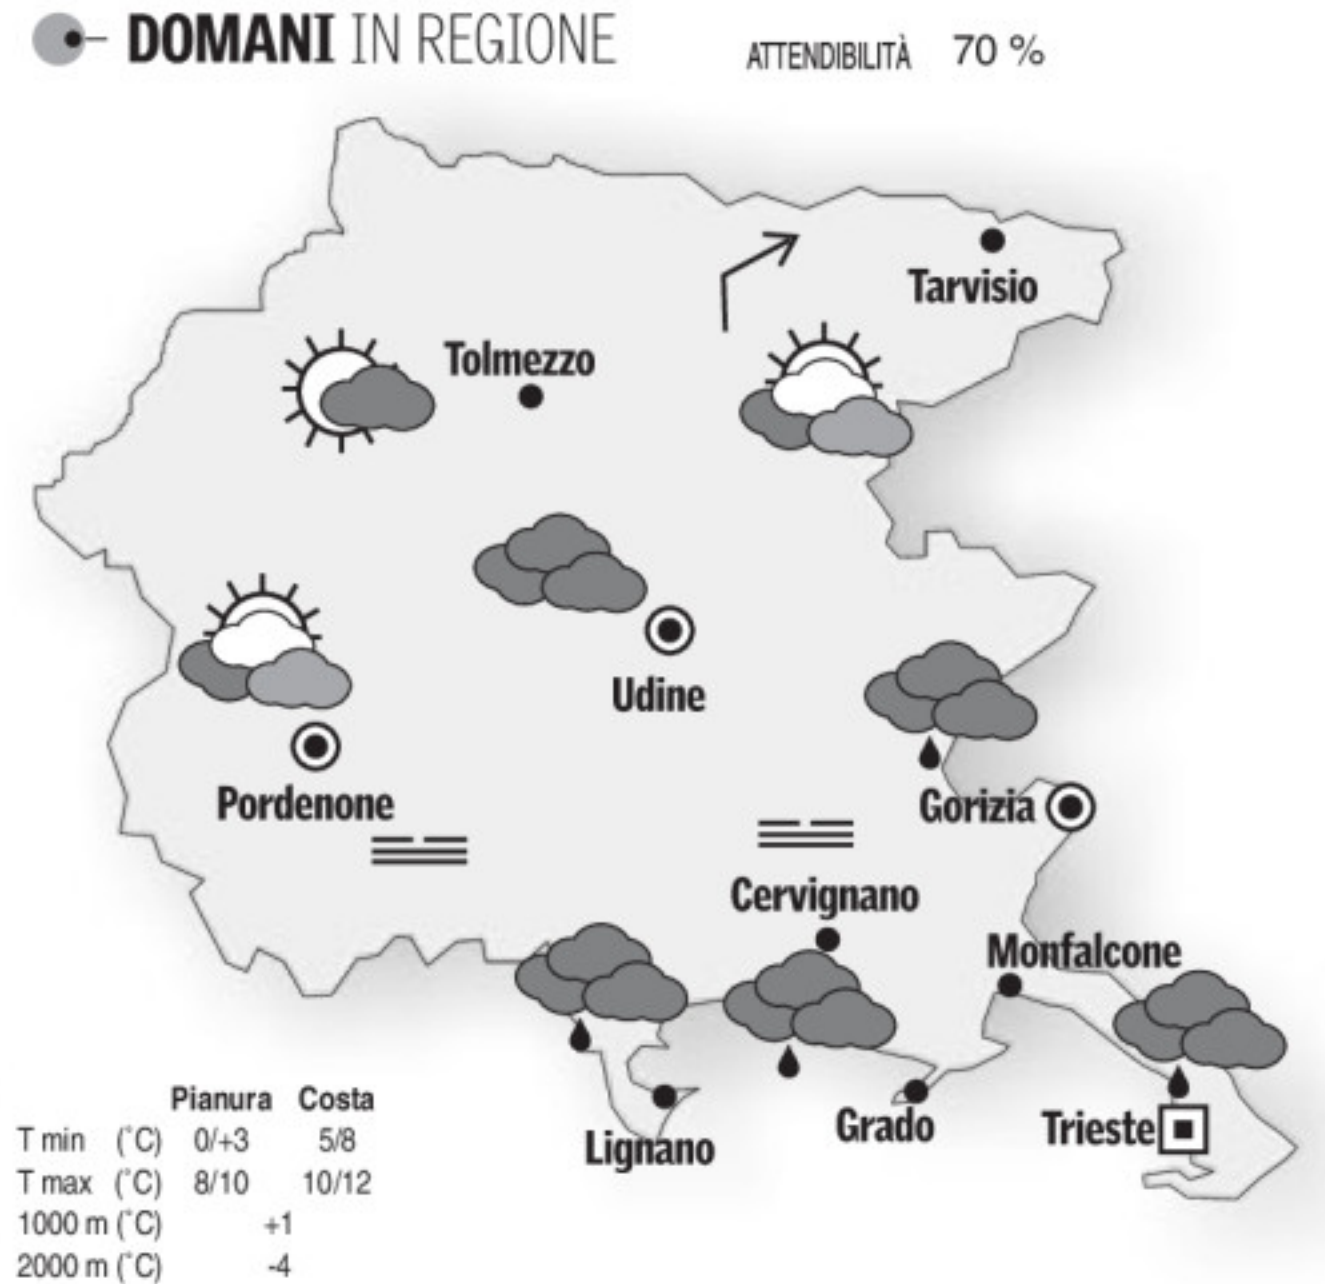 DOMANI IN REGIONE
ATTENDIBILITÀ 70 %
Tarvisio
Tolmezzo
Udine
Pordenone
Gorizia
Cervignano
Monfalcone
Grado
Trieste
Lignano
Pianura Costa
T min (°C) 0/+3 5/8
T max (°C) 8/10 10/12
1000 m (°C) +1
2000 m (°C) -4